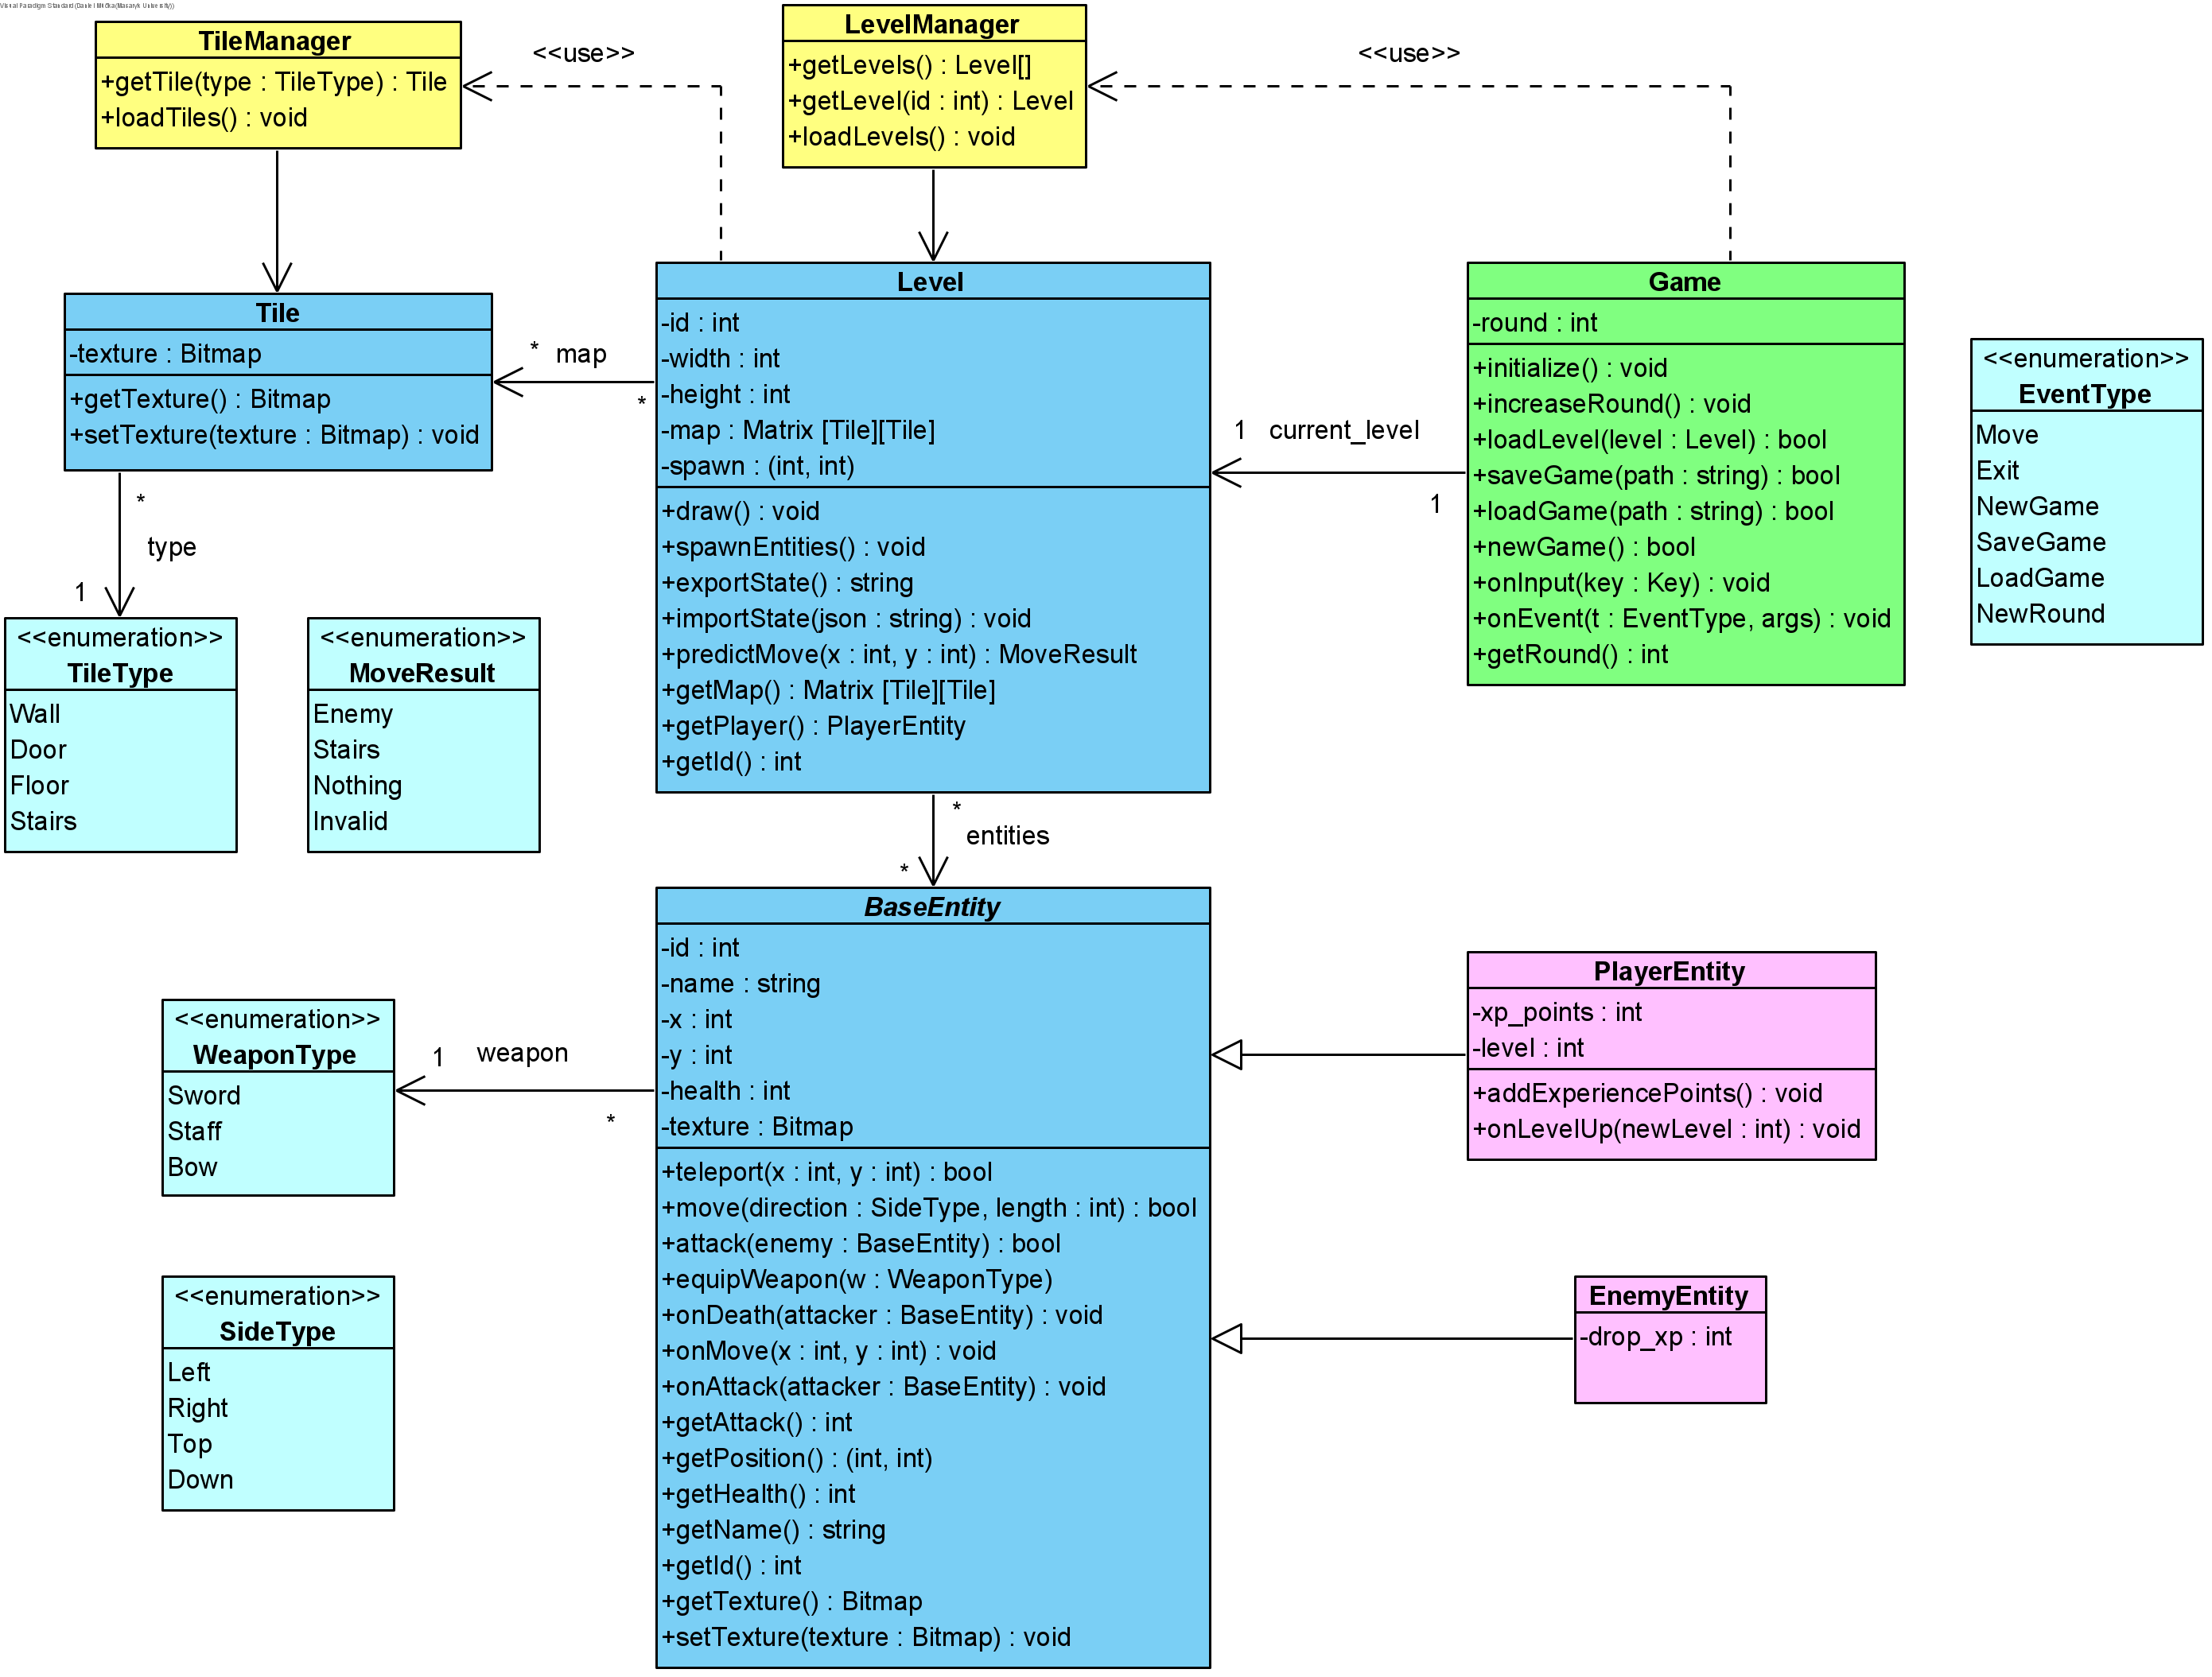 Visual Paradigm Standard(Daniel Mička(Masaryk University))
TileManager
+getTile(type : TileType) : Tile
+loadTiles() : void
<<use>>
LevelManager
+getLevels() : Level[]
+getLevel(id : int) : Level
+loadLevels() : void
<<use>>
Tile
-texture : Bitmap
+getTexture() : Bitmap
+setTexture(texture : Bitmap) : void
* map
*
Level
-id : int
-width : int
-height : int
-map : Matrix [Tile][Tile]
-spawn : (int, int)
+draw() : void
+spawnEntities() : void
+exportState() : string
+importState(json : string) : void
+predictMove(x : int, y : int) : MoveResult
+getMap() : Matrix [Tile][Tile]
+getPlayer() : PlayerEntity
+getId() : int
1 current_level
1
Game
-round : int
+initialize() : void
+increaseRound() : void
+loadLevel(level : Level) : bool
+saveGame(path : string) : bool
+loadGame(path : string) : bool
+newGame() : bool
+onInput(key : Key) : void
+onEvent(t : EventType, args) : void
+getRound() : int
<<enumeration>>
EventType
Move
Exit
NewGame
SaveGame
LoadGame
NewRound
*
type
1
<<enumeration>>
TileType
Wall
Door
Floor
Stairs
<<enumeration>>
MoveResult
Enemy
Stairs
Nothing
Invalid
*
entities
*
BaseEntity
-id : int
-name : string
-x : int
-y : int
-health : int
-texture : Bitmap
+teleport(x : int, y : int) : bool
+move(direction : SideType, length : int) : bool
+attack(enemy : BaseEntity) : bool
+equipWeapon(w : WeaponType)
+onDeath(attacker : BaseEntity) : void
+onMove(x : int, y : int) : void
+onAttack(attacker : BaseEntity) : void
+getAttack() : int
+getPosition() : (int, int)
+getHealth() : int
+getName() : string
+getId() : int
+getTexture() : Bitmap
+setTexture(texture : Bitmap) : void
<<enumeration>>
WeaponType
Sword
Staff
Bow
1 weapon
*
<<enumeration>>
SideType
Left
Right
Top
Down
PlayerEntity
-xp_points : int
-level : int
+addExperiencePoints() : void
+onLevelUp(newLevel : int) : void
EnemyEntity
-drop_xp : int